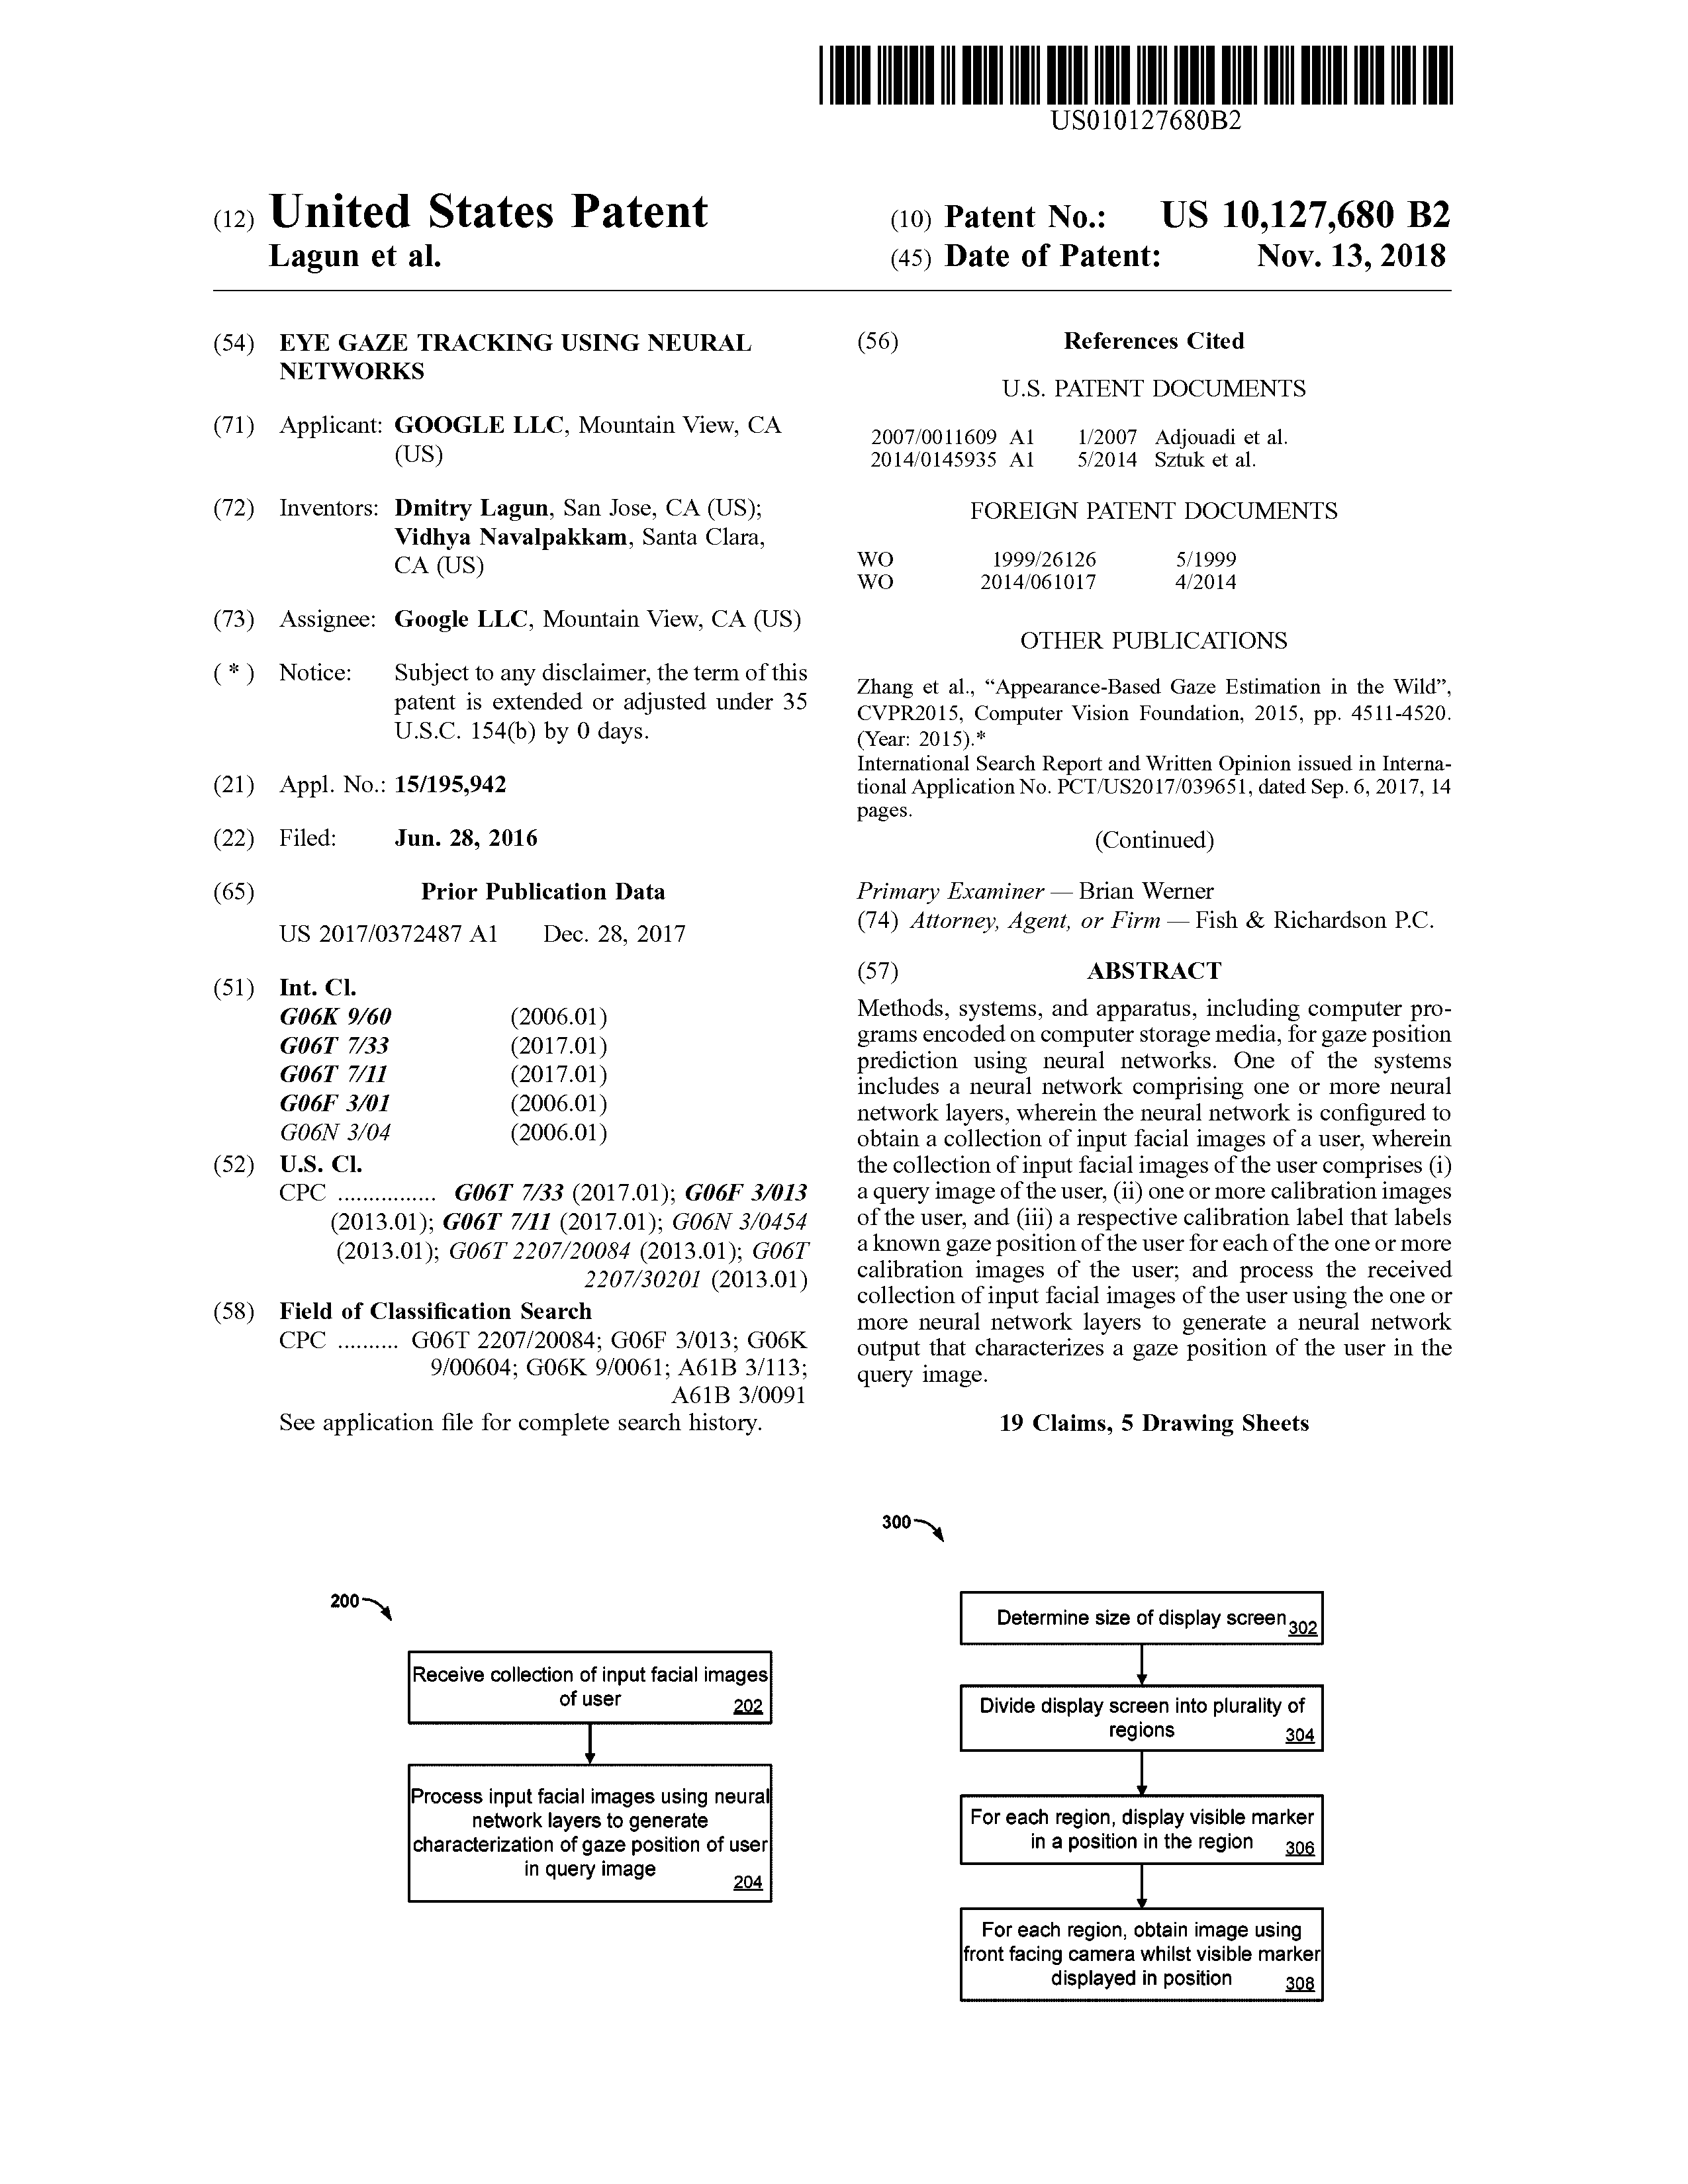 US010127680B2
(12) United States Patent
Lagun et al.
(10) Patent No.: US 10,127,680 B2
(45) Date of Patent: Nov. 13, 2018
(54) EYE GAZE TRACKING USING NEURAL
NETWORKS
(71) Applicant: GOOGLE LLC, Mountain View, CA
(US)
(72) Inventors: Dmitry Lagun, San Jose, CA (US);
Vidhya Navalpakkam, Santa Clara,
CA (US)
(73) Assignee: Google LLC, Mountain View, CA (US)
( * ) Notice: Subject to any disclaimer, the term of this
patent is extended or adjusted under 35
U.S.C. 154(b) by 0 days.
(21) Appl. No.: 15/195,942
(22) Filed: Jun. 28, 2016
(65) Prior Publication Data
US 2017/0372487 A1 Dec. 28, 2017
(51) Int. Cl.
G06K 9/60 (2006.01)
G06T 7/33 (2017.01)
G06T 7/11 (2017.01)
G06F 3/01 (2006.01)
G06N 3/04 (2006.01)
(52) U.S. Cl.
CPC ................ G06T 7/33 (2017.01); G06F 3/013
(2013.01); G06T 7/11 (2017.01); G06N 3/0454
(2013.01); G06T 2207/20084 (2013.01); G06T
2207/30201 (2013.01)
(58) Field of Classification Search
CPC .......... G06T 2207/20084; G06F 3/013; G06K
9/00604; G06K 9/0061; A61B 3/113;
A61B 3/0091
See application file for complete search history.
(56) References Cited
U.S. PATENT DOCUMENTS
2007/0011609 A1 1/2007 Adjouadi et al.
2014/0145935 A1 5/2014 Sztuk et al.
FOREIGN PATENT DOCUMENTS
WO 1999/26126 5/1999
WO 2014/061017 4/2014
OTHER PUBLICATIONS
Zhang et al., “Appearance-Based Gaze Estimation in the Wild”,
CVPR2015, Computer Vision Foundation, 2015, pp. 4511-4520.
(Year: 2015).*
International Search Report and Written Opinion issued in Interna-
tional Application No. PCT/US2017/039651, dated Sep. 6, 2017, 14
pages.
(Continued)
Primary Examiner — Brian Werner
(74) Attorney, Agent, or Firm — Fish & Richardson P.C.
(57) ABSTRACT
Methods, systems, and apparatus, including computer pro-
grams encoded on computer storage media, for gaze position
prediction using neural networks. One of the systems
includes a neural network comprising one or more neural
network layers, wherein the neural network is configured to
obtain a collection of input facial images of a user, wherein
the collection of input facial images of the user comprises (i)
a query image of the user, (ii) one or more calibration images
of the user, and (iii) a respective calibration label that labels
a known gaze position of the user for each of the one or more
calibration images of the user; and process the received
collection of input facial images of the user using the one or
more neural network layers to generate a neural network
output that characterizes a gaze position of the user in the
query image.
19 Claims, 5 Drawing Sheets
200
Receive collection of input facial images
of user 202
Process input facial images using neural
network layers to generate
characterization of gaze position of user
in query image
204
300
Determine size of display screen 302
Divide display screen into plurality of
regions 304
For each region, display visible marker
in a position in the region 306
For each region, obtain image using
front facing camera whilst visible marker
displayed in position 308